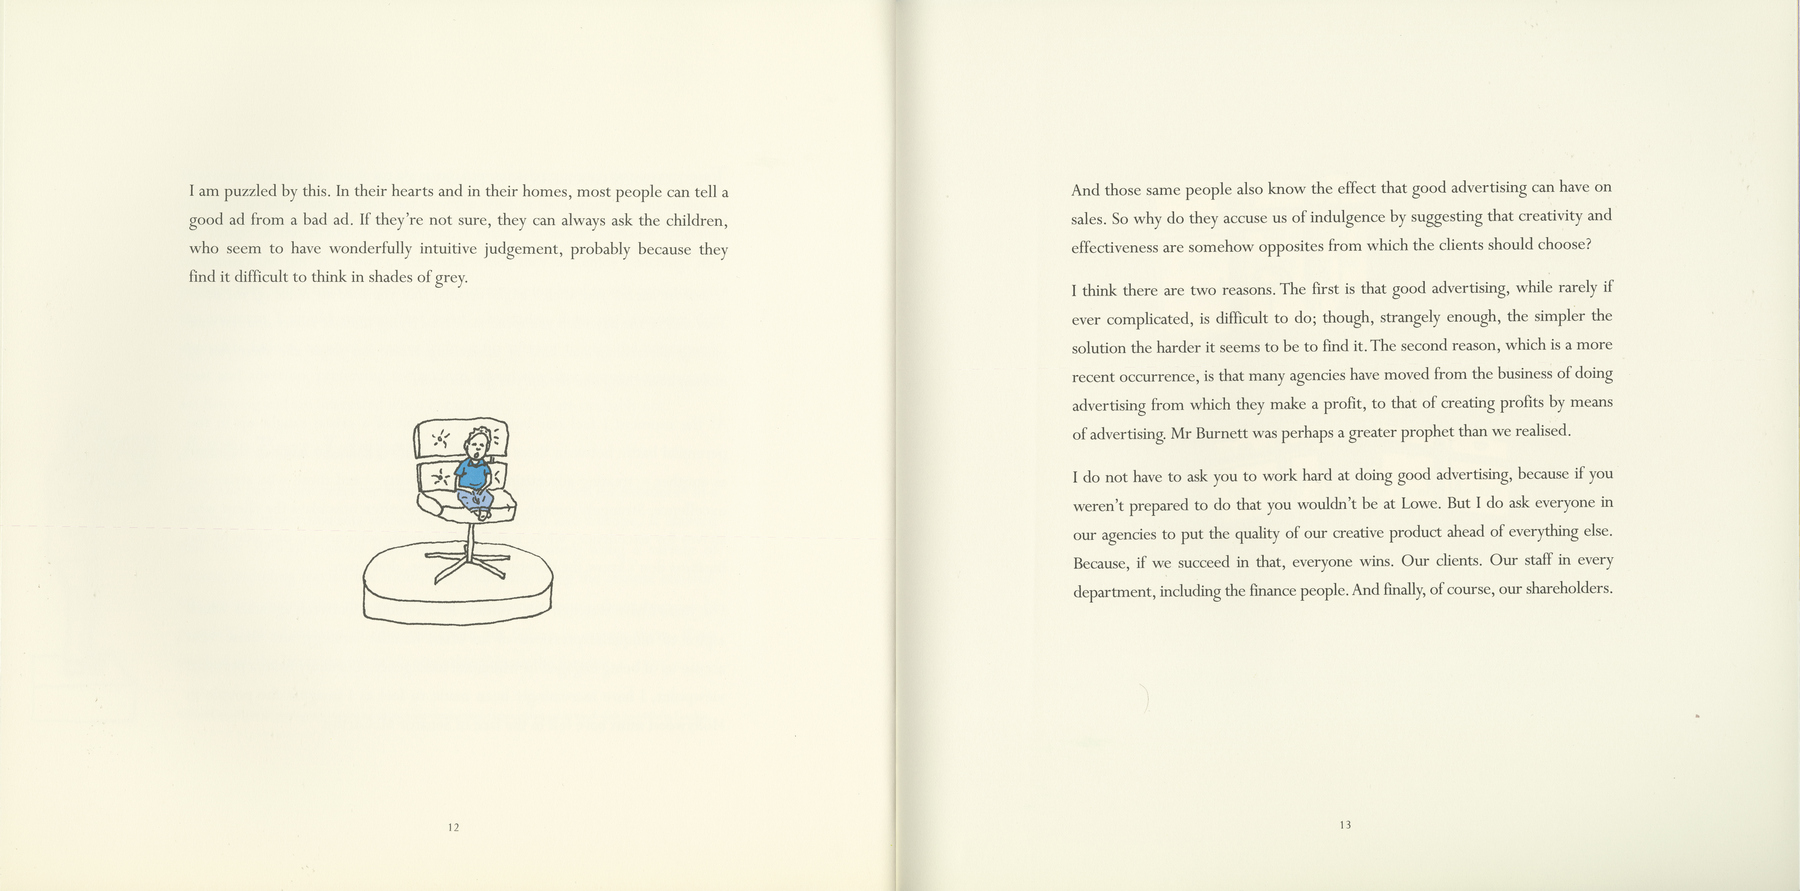 I am puzzled by this. In their hearts and in their homes, most people can tell a
good ad from a bad ad. If they're not sure, they can always ask the children,
who seem to have wonderfully intuitive judgement, probably because they
find it difficult to think in shades of grey.
12
And those same people also know the effect that good advertising can have on
sales. So why do they accuse us of indulgence by suggesting that creativity and
effectiveness are somehow opposites from which the clients should choose?
I think there are two reasons. The first is that good advertising, while rarely if
ever complicated, is difficult to do; though, strangely enough, the simpler the
solution the harder it seems to be to find it. The second reason, which is a more
recent occurrence, is that many agencies have moved from the business of doing
advertising from which they make a profit, to that of creating profits by means
of advertising. Mr Burnett was perhaps a greater prophet than we realised.
I do not have to ask you to work hard at doing good advertising, because if you
weren't prepared to do that you wouldn't be at Lowe. But I do ask everyone in
our agencies to put the quality of our creative product ahead of everything else.
Because, if we succeed in that, everyone wins. Our clients. Our staff in every
department, including the finance people. And finally, of course, our shareholders.
13